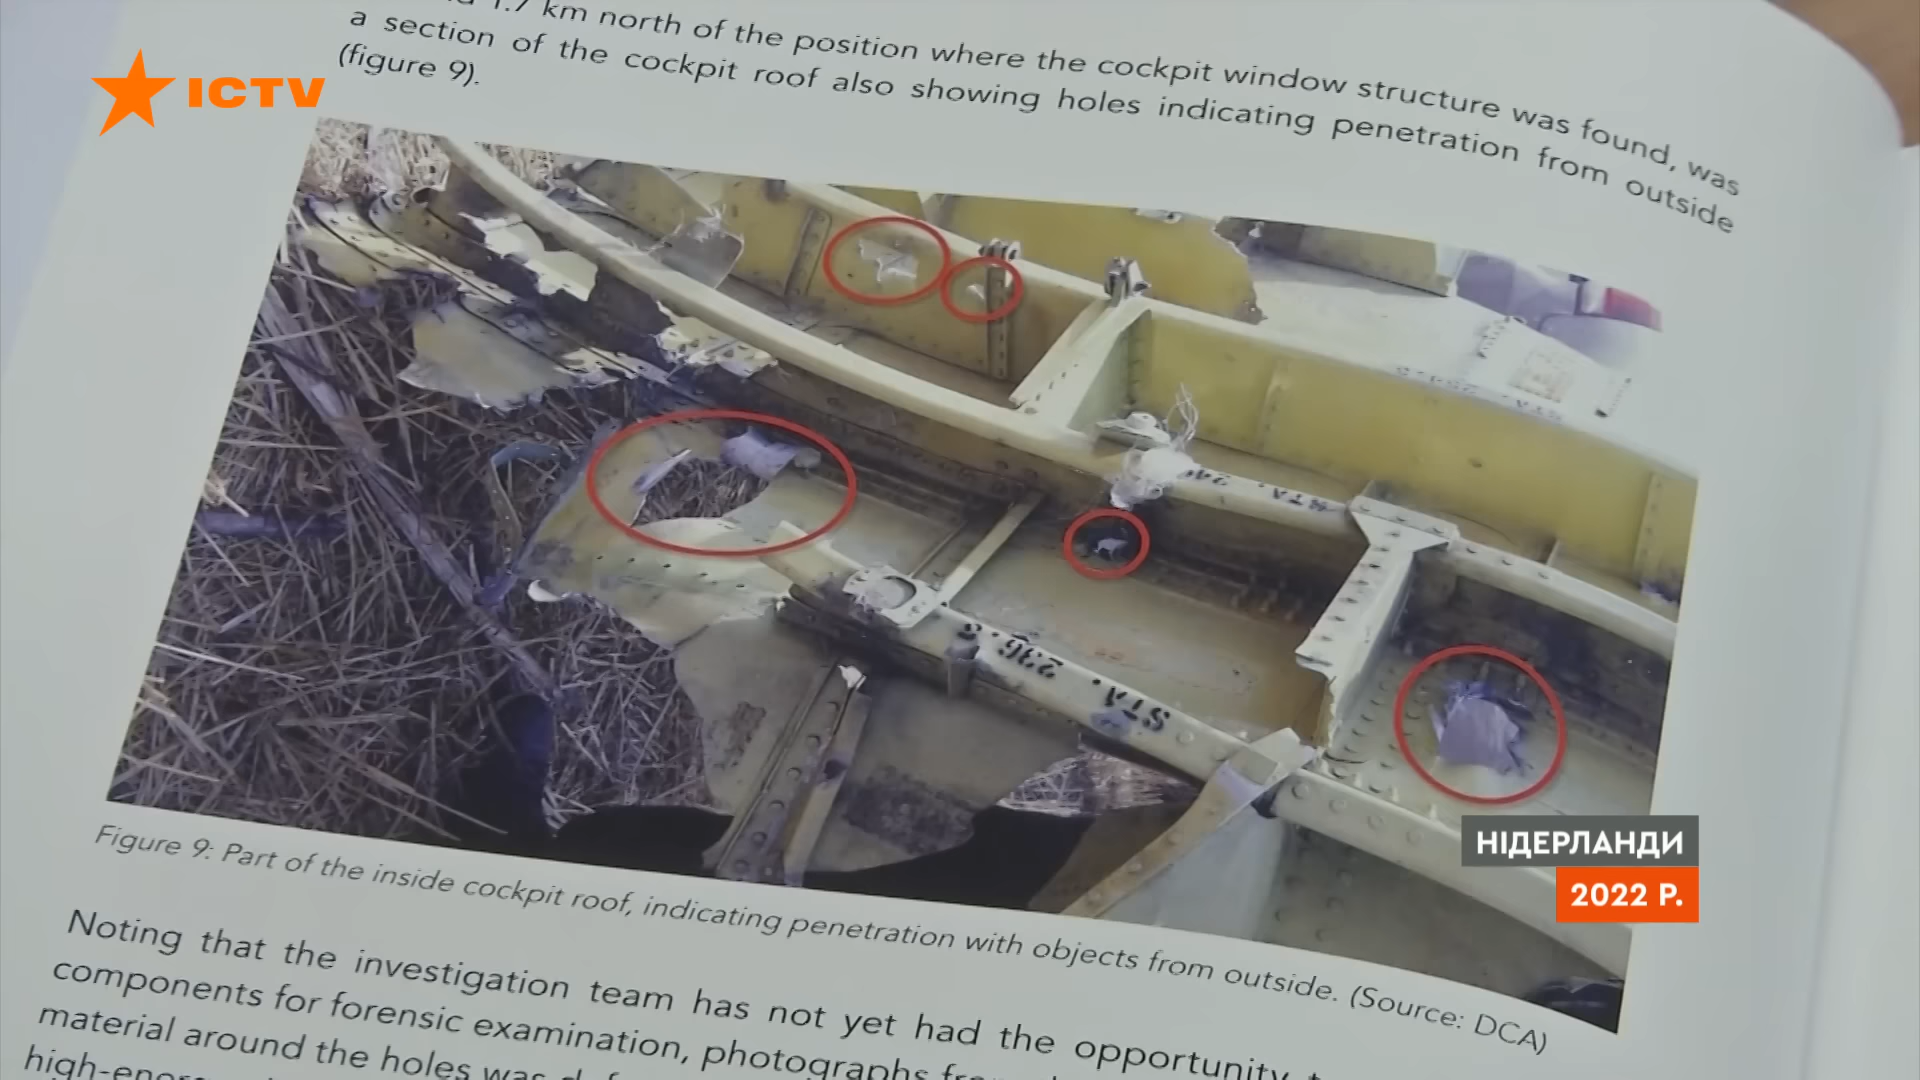 1.7 km north of the position where the cockpit window structure was found, was
a section of the cockpit roof also showing holes indicating penetration from outside
(figure 9).
ICTV
STA. 236.5
НІДЕРЛАНДИ
2022 Р.
Figure 9: Part of the inside cockpit roof, indicating penetration with objects from outside. (Source: DCA)
Noting that the investigation team has not yet had the opportunity
components for forensic examination, photographs
material around the holes was